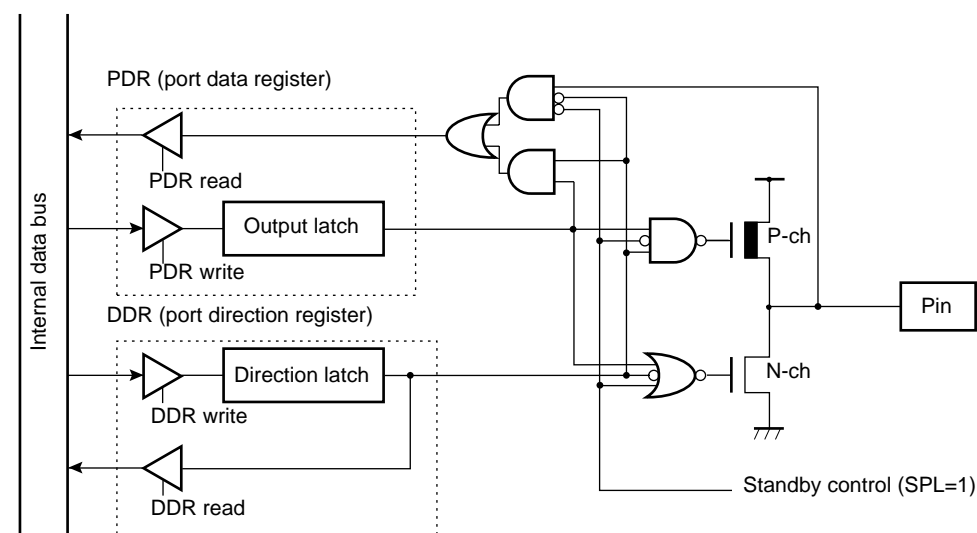 Internal data bus
PDR (port data register)
PDR read
Output latch
PDR write
P-ch
Pin
DDR (port direction register)
Direction latch
N-ch
DDR write
DDR read
Standby control (SPL=1)